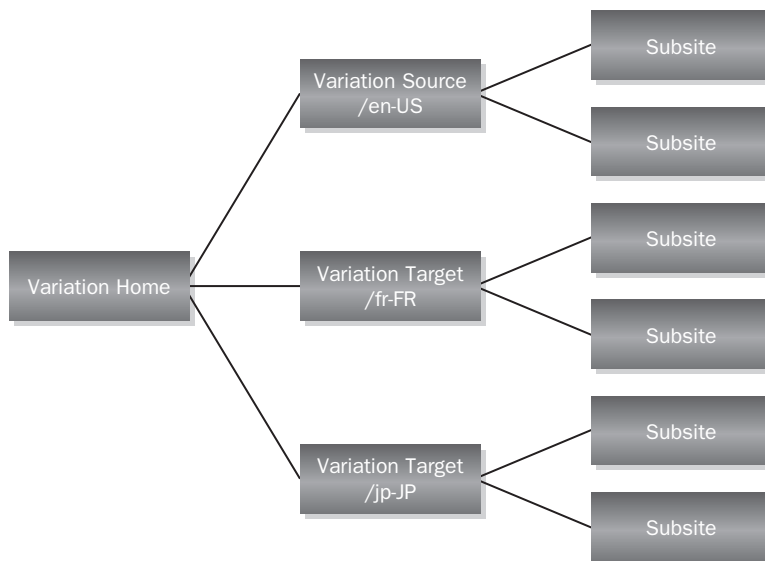 Variation Home
Variation Source
/en-US
Variation Target
/fr-FR
Variation Target
/jp-JP
Subsite
Subsite
Subsite
Subsite
Subsite
Subsite